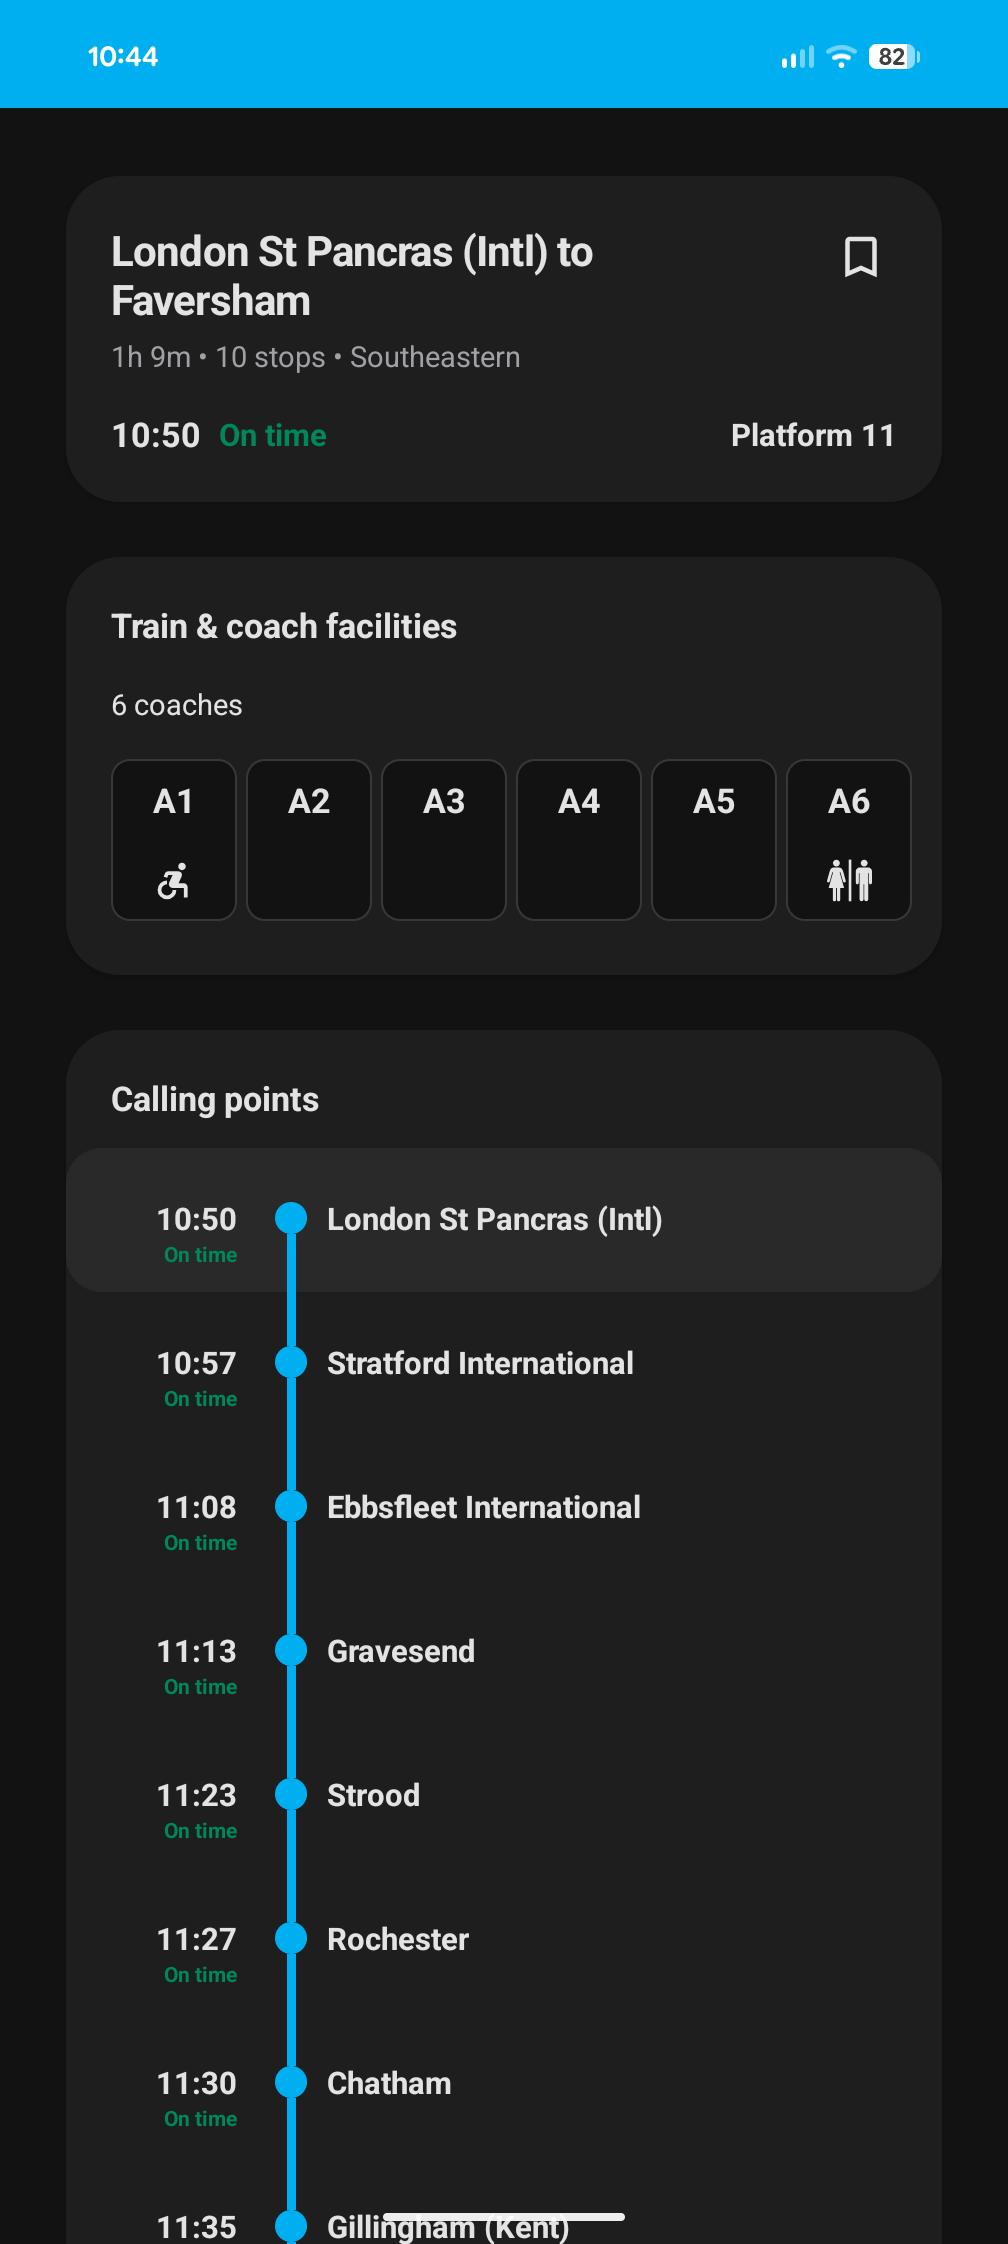 10:44
82
London St Pancras (Intl) to
Faversham
1h 9m • 10 stops • Southeastern
10:50 On time Platform 11
Train & coach facilities
6 coaches
A1 A2 A3 A4 A5 A6
Calling points
10:50 London St Pancras (Intl)
On time
10:57 Stratford International
On time
11:08 Ebbsfleet International
On time
11:13 Gravesend
On time
11:23 Strood
On time
11:27 Rochester
On time
11:30 Chatham
On time
11:35 Gillingham (Kent)